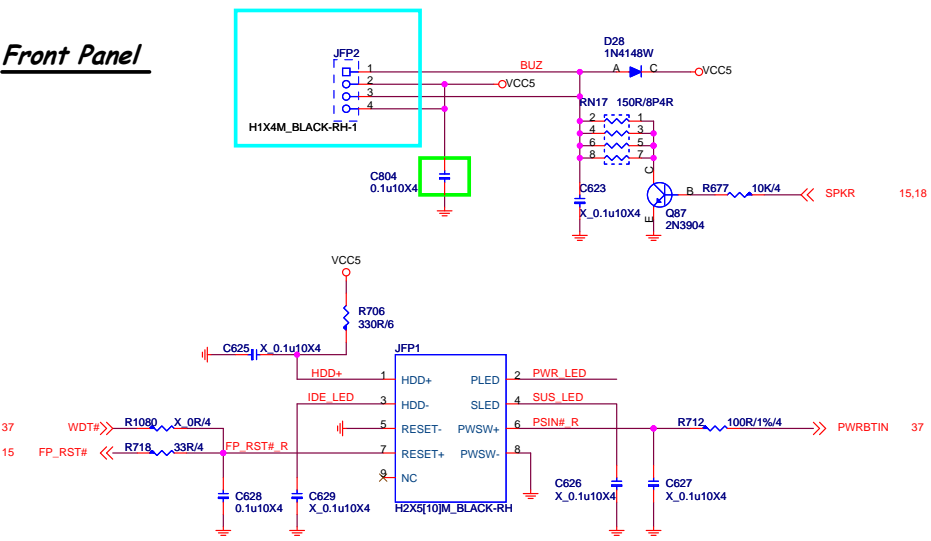 Front Panel
JFP2
1
2
3
4
H1X4M_BLACK-RH-1
BUZ
VCC5
D28
1N4148W
A
C
VCC5
RN17 150R/8P4R
2 1
4 3
6 5
8 7
C804
0.1u10X4
C623
X_0.1u10X4
C
B
E
Q87
2N3904
R677 10K/4
SPKR 15,18
VCC5
R706
330R/6
C625 X_0.1u10X4
JFP1
HDD+ 1 HDD+ PLED 2 PWR_LED
IDE_LED 3 HDD- SLED 4 SUS_LED
5 RESET- PWSW+ 6 PSIN#_R R712 100R/1%/4 PWRBTIN 37
37 WDT# R1080 X_0R/4
15 FP_RST# R718 33R/4 FP_RST#_R 7 RESET+ PWSW- 8
9 NC
H2X5[10]M_BLACK-RH
C628
0.1u10X4
C629
X_0.1u10X4
C626
X_0.1u10X4
C627
X_0.1u10X4